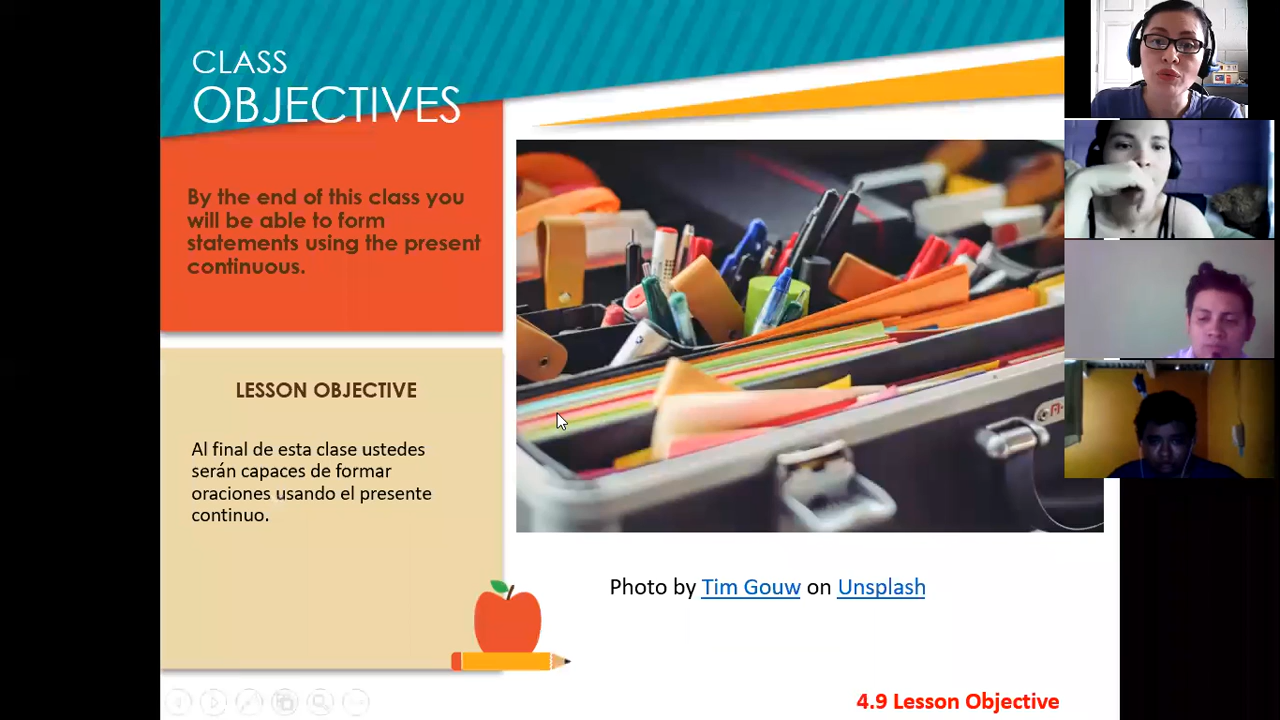 CLASS
OBJECTIVES
By the end of this class you
will be able to form
statements using the present
continuous.
LESSON OBJECTIVE
Al final de esta clase ustedes
serán capaces de formar
oraciones usando el presente
continuo.
Photo by Tim Gouw on Unsplash
4.9 Lesson Objective